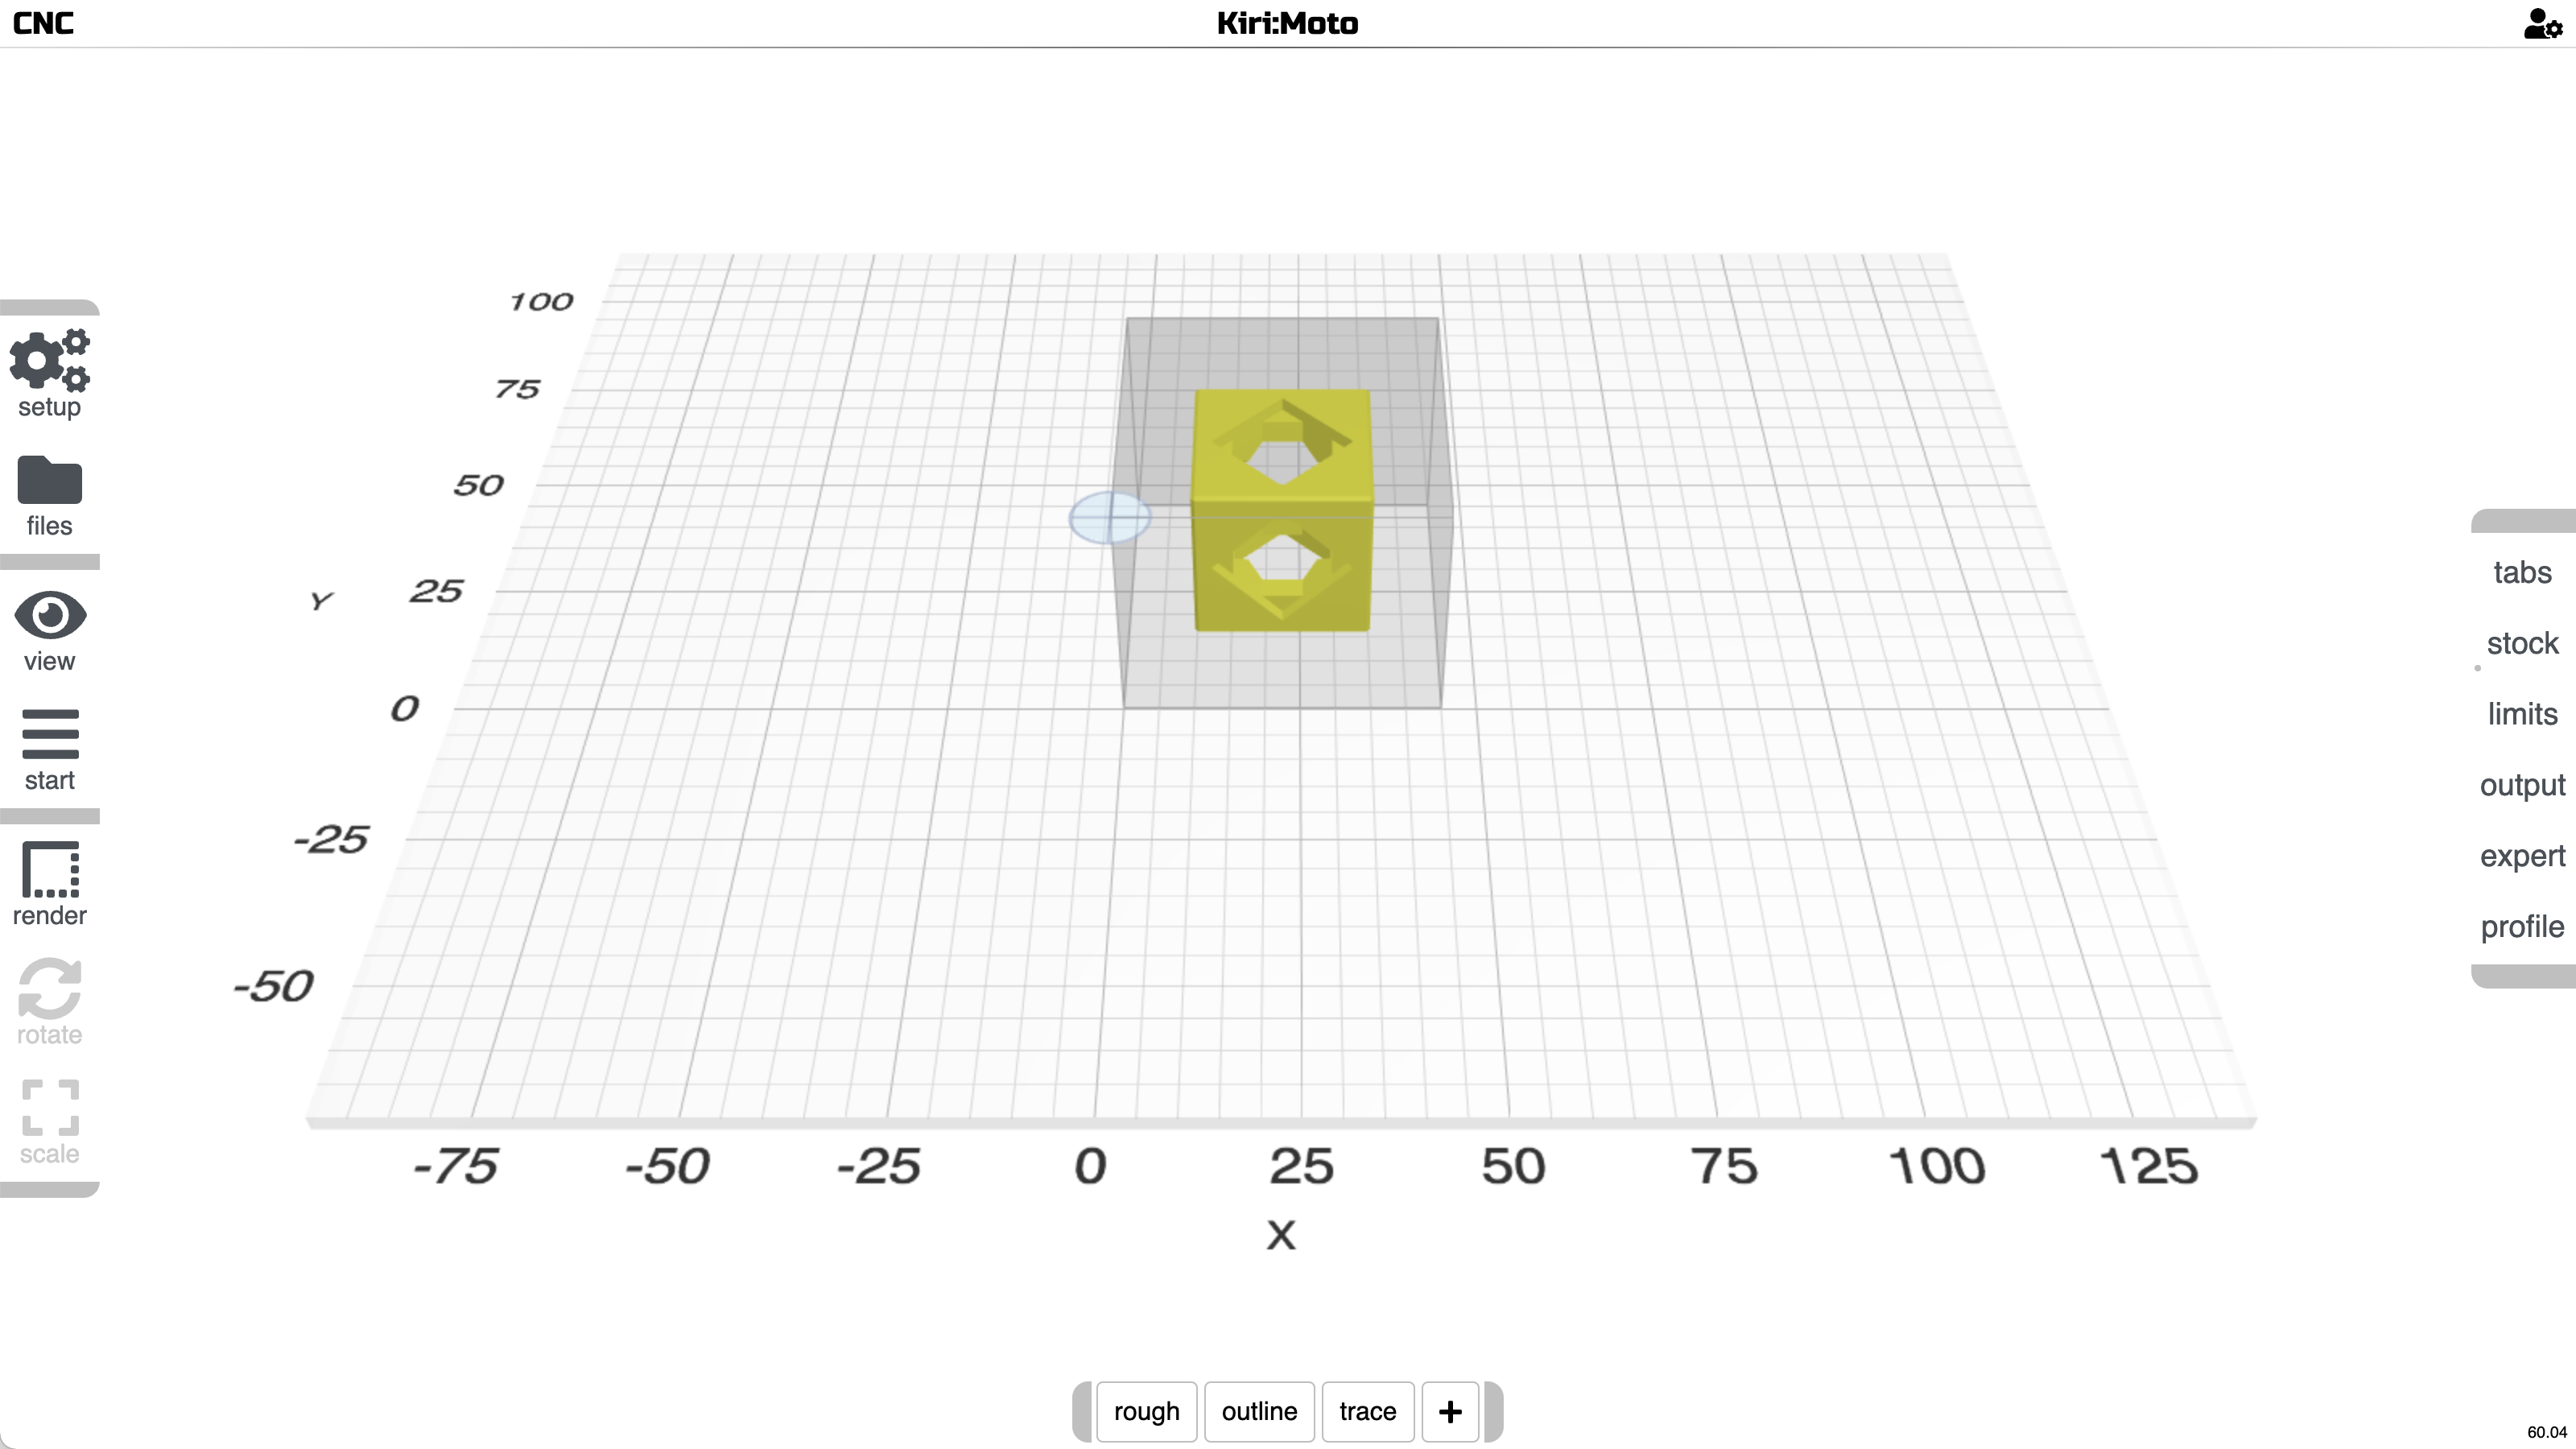 CNC
Kiri:Moto
setup
files
view
start
render
rotate
scale
100
75
50
Y
25
0
-25
-50
-75 -50 -25 0 25 50 75 100 125
X
tabs
stock
limits
output
expert
profile
rough outline trace +
60.04